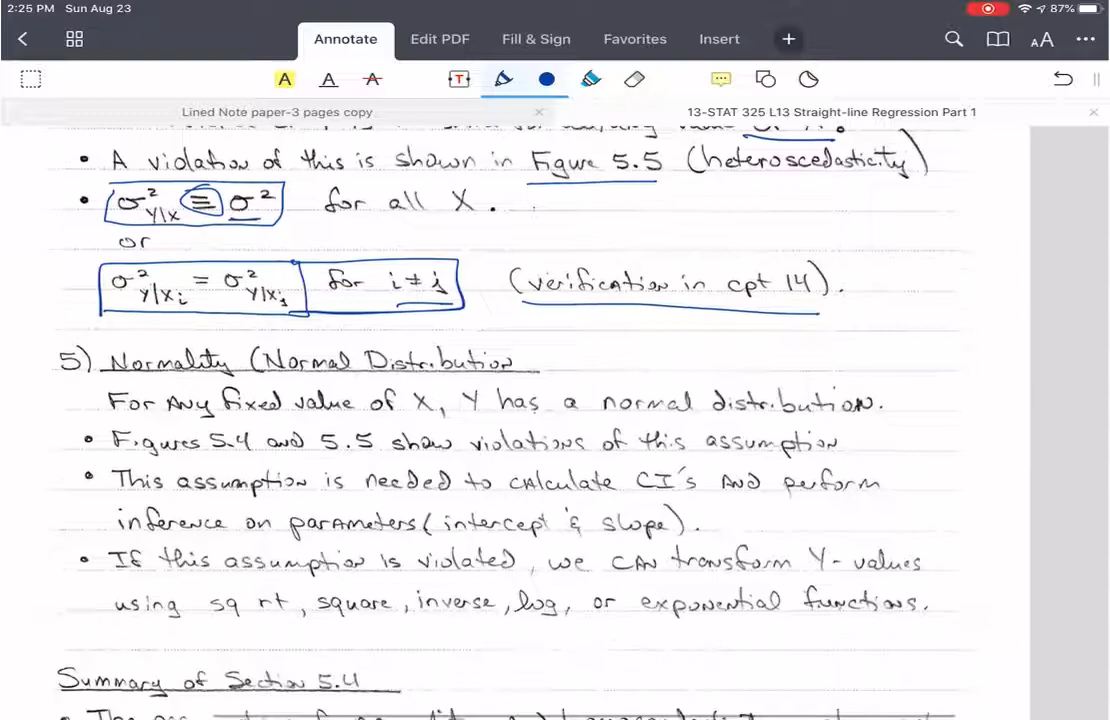 2:25 PM Sun Aug 23 87%
Annotate Edit PDF Fill & Sign Favorites Insert + AA
A A A T
Lined Note paper-3 pages copy × 13-STAT 325 L13 Straight-line Regression Part 1 ×
• A violation of this is shown in Figure 5.5 (heteroscedasticity)
• σ²Y/X ≡ σ² for all X.
or
σ²Y/Xi = σ²Y/Xj for i ≠ j (verification in cpt 14).
5) Normality (Normal Distribution
For Any fixed value of X, Y has a normal distribution.
• Figures 5.4 and 5.5 show violations of this assumption
• This assumption is needed to calculate CI's AND perform
inference on parameters (intercept & slope).
• If this assumption is violated, we CAN transform Y-values
using sq rt, square, inverse, log, or exponential functions.
Summary of Section 5.4